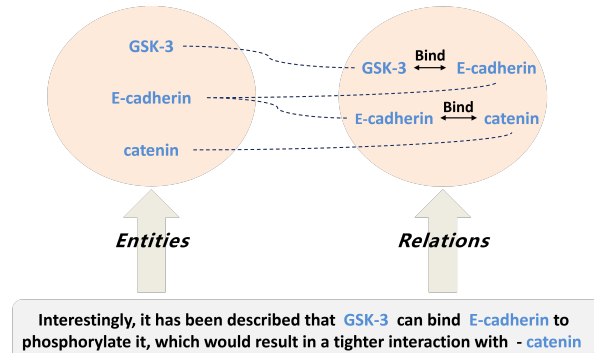 GSK-3
E-cadherin
catenin
Bind
GSK-3 E-cadherin
Bind
E-cadherin catenin
Entities
Relations
Interestingly, it has been described that GSK-3 can bind E-cadherin to
phosphorylate it, which would result in a tighter interaction with - catenin